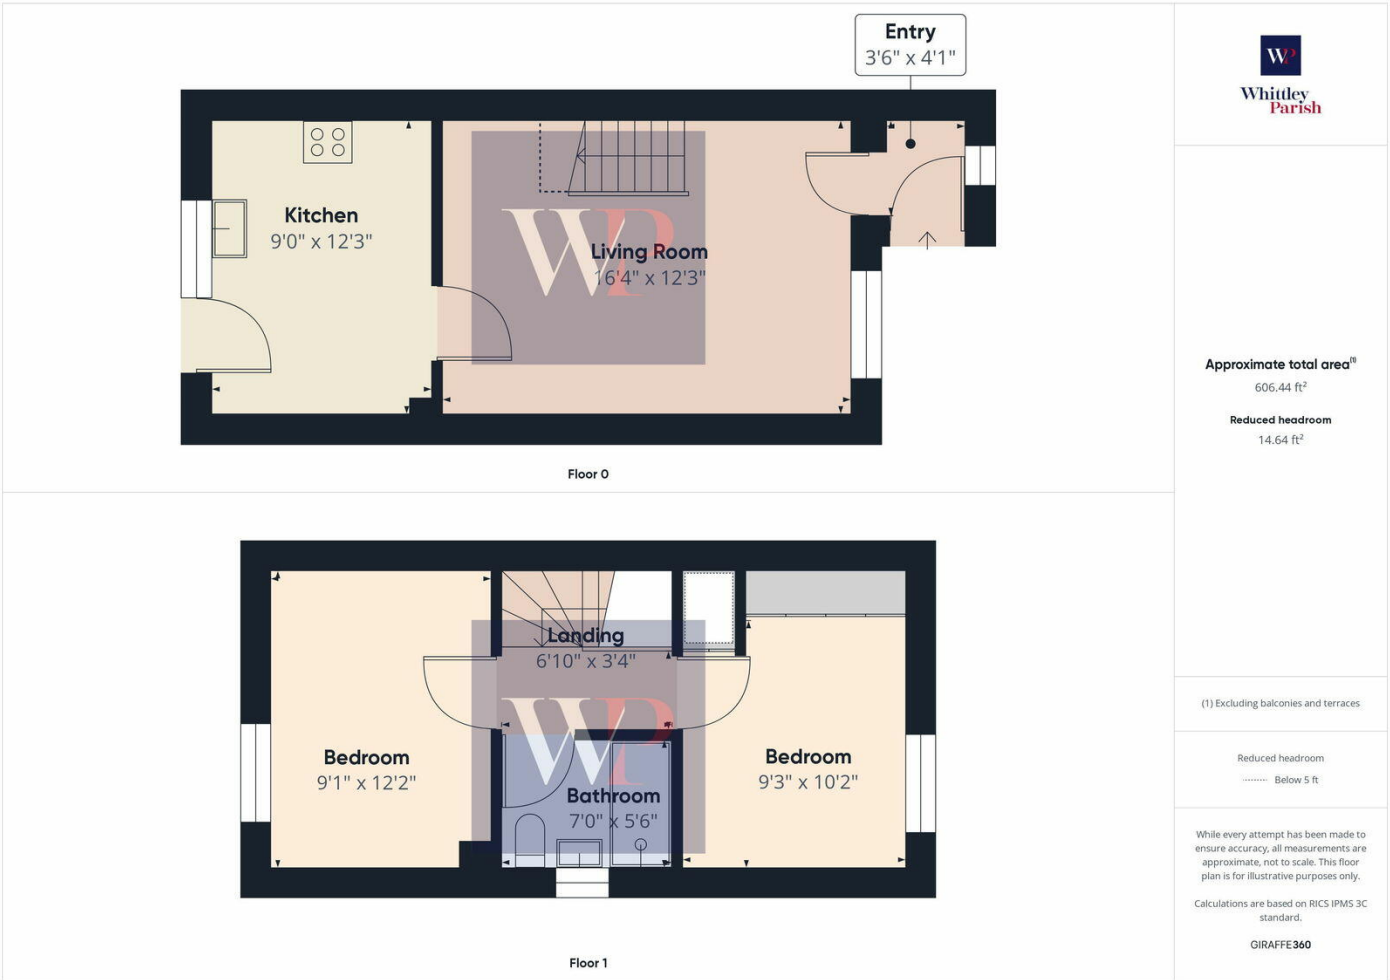 Entry
3'6" x 4'1"
Kitchen
9'0" x 12'3"
WP
Living Room
16'4" x 12'3"
Floor 0
Landing
6'10" x 3'4"
WP
Bedroom
9'1" x 12'2"
Bathroom
7'0" x 5'6"
Bedroom
9'3" x 10'2"
Floor 1
WP
Whittley
Parish
Approximate total area(1)
606.44 ft²
Reduced headroom
14.64 ft²
(1) Excluding balconies and terraces
Reduced headroom
Below 5 ft
While every attempt has been made to
ensure accuracy, all measurements are
approximate, not to scale. This floor
plan is for illustrative purposes only.
Calculations are based on RICS IPMS 3C
standard.
GIRAFFE360